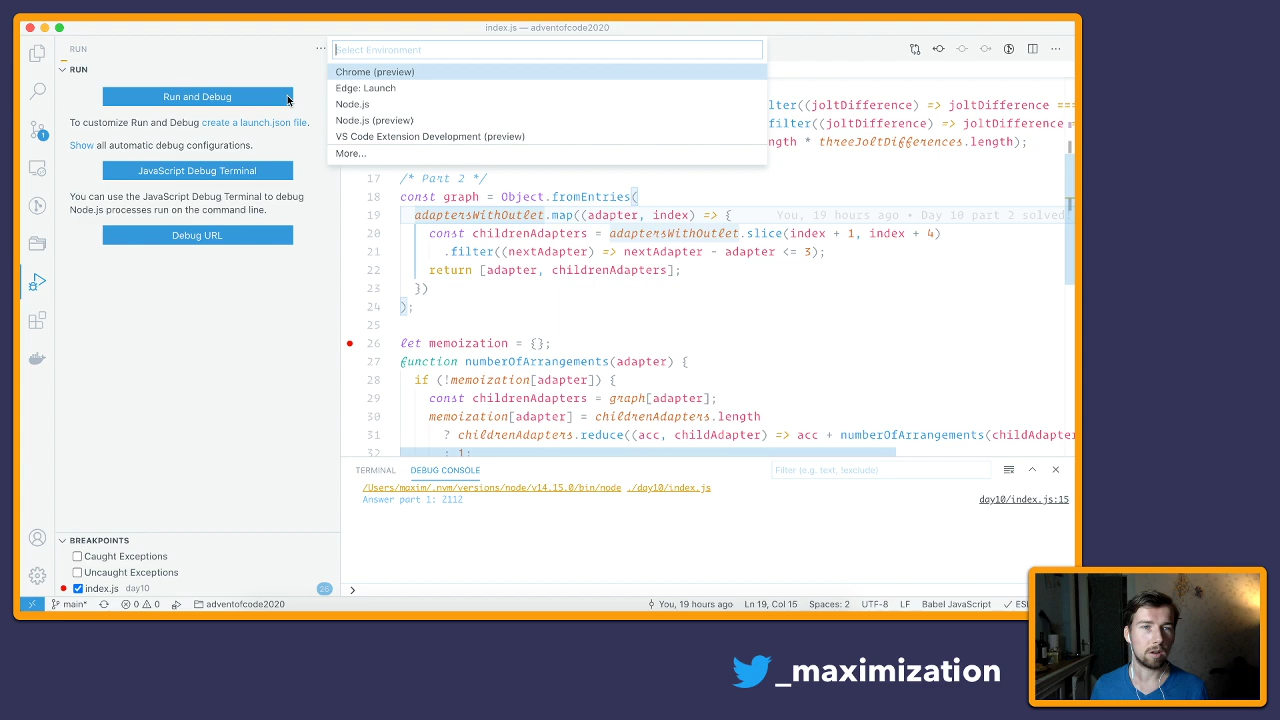 index.js — adventofcode2020
RUN
···
RUN
Run and Debug
To customize Run and Debug create a launch.json file.
Show all automatic debug configurations.
JavaScript Debug Terminal
You can use the JavaScript Debug Terminal to debug
Node.js processes run on the command line.
Debug URL
Select Environment
Chrome (preview)
Edge: Launch
Node.js
Node.js (preview)
VS Code Extension Development (preview)
More...
lter((joltDifference) => joltDifference ===
filter((joltDifference) => joltDifference =
ngth * threeJoltDifferences.length);
17 /* Part 2 */
18 const graph = Object.fromEntries(
19 adaptersWithOutlet.map((adapter, index) => { You, 19 hours ago • Day 10 part 2 solved
20 const childrenAdapters = adaptersWithOutlet.slice(index + 1, index + 4)
21 .filter((nextAdapter) => nextAdapter - adapter <= 3);
22 return [adapter, childrenAdapters];
23 })
24 );
25
26 let memoization = {};
27 function numberOfArrangements(adapter) {
28 if (!memoization[adapter]) {
29 const childrenAdapters = graph[adapter];
30 memoization[adapter] = childrenAdapters.length
31 ? childrenAdapters.reduce((acc, childAdapter) => acc + numberOfArrangements(childAdapter
32 : 1;
TERMINAL DEBUG CONSOLE Filter (e.g. text, !exclude)
/Users/maxim/.nvm/versions/node/v14.15.0/bin/node ./day10/index.js
Answer part 1: 2112 day10/index.js:15
BREAKPOINTS
Caught Exceptions
Uncaught Exceptions
index.js day10 26
main* 0 0 adventofcode2020 You, 19 hours ago Ln 19, Col 15 Spaces: 2 UTF-8 LF Babel JavaScript ESL
_maximization